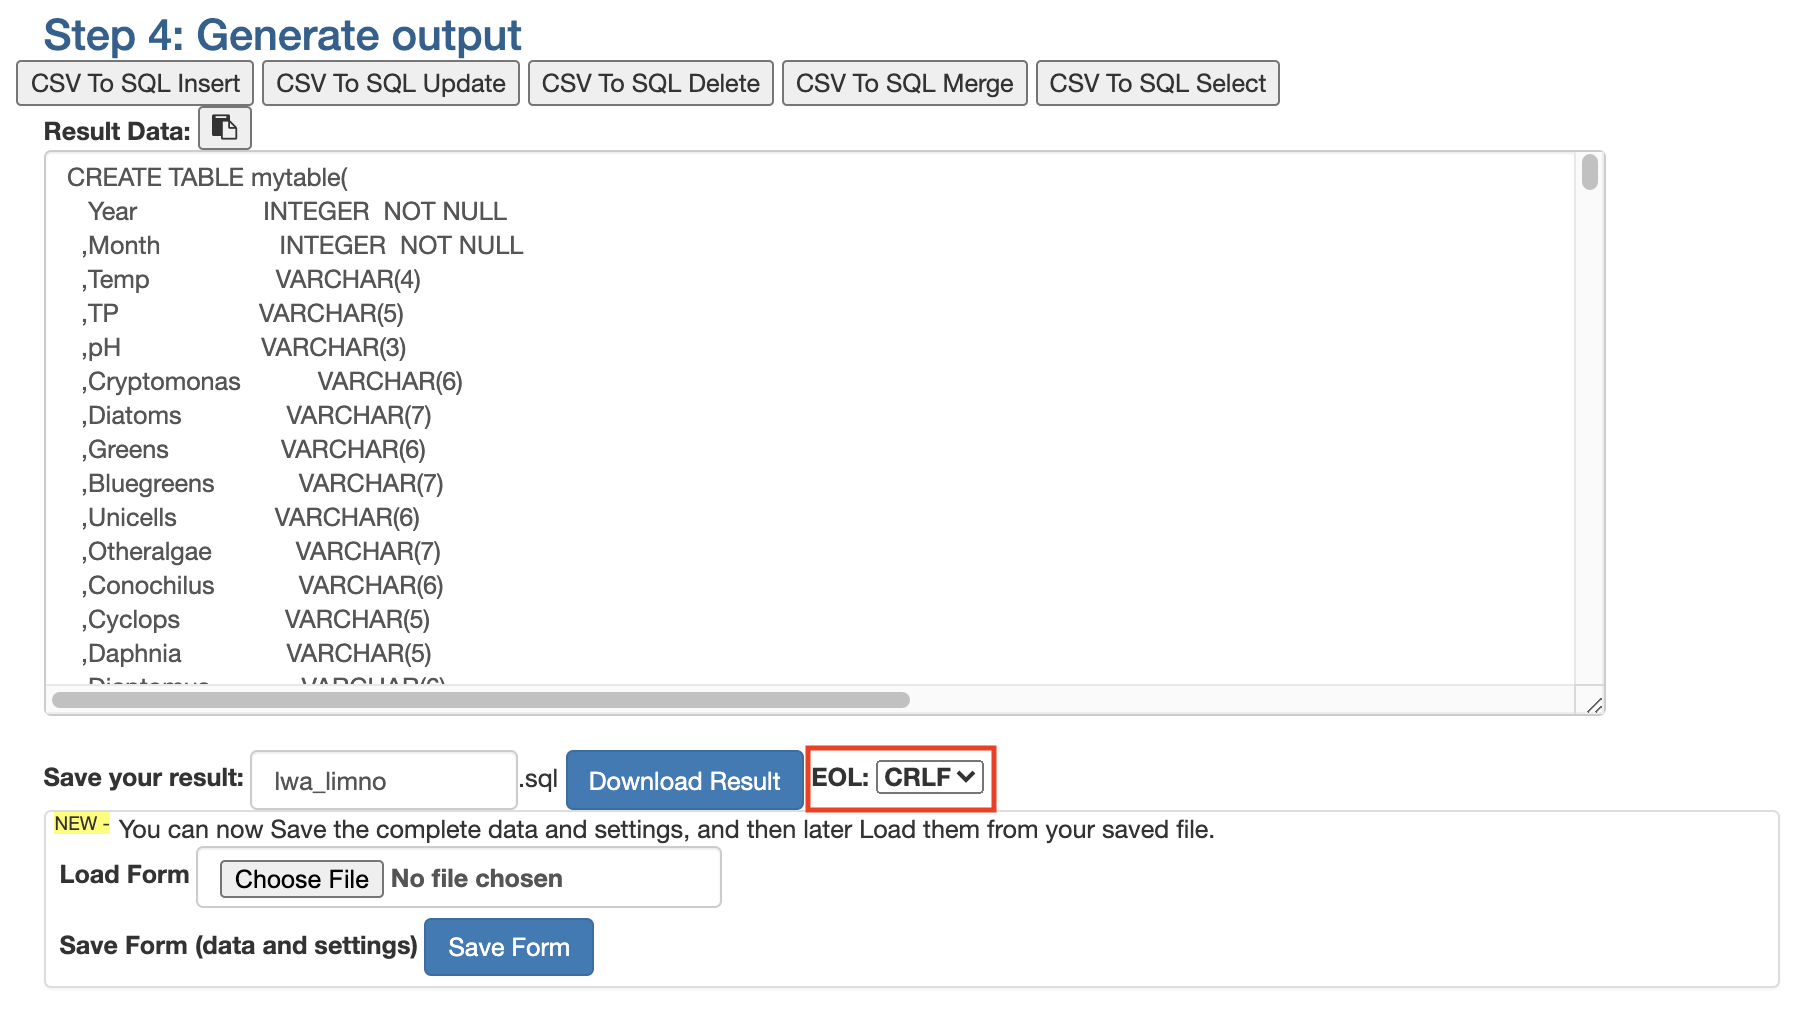 Step 4: Generate output
CSV To SQL Insert CSV To SQL Update CSV To SQL Delete CSV To SQL Merge CSV To SQL Select
Result Data:
CREATE TABLE mytable(
Year INTEGER NOT NULL
,Month INTEGER NOT NULL
,Temp VARCHAR(4)
,TP VARCHAR(5)
,pH VARCHAR(3)
,Cryptomonas VARCHAR(6)
,Diatoms VARCHAR(7)
,Greens VARCHAR(6)
,Bluegreens VARCHAR(7)
,Unicells VARCHAR(6)
,Otheralgae VARCHAR(7)
,Conochilus VARCHAR(6)
,Cyclops VARCHAR(5)
,Daphnia VARCHAR(5)
,Diaptomus VARCHAR(6)
Save your result: lwa_limno .sql Download Result EOL: CRLF
NEW - You can now Save the complete data and settings, and then later Load them from your saved file.
Load Form Choose File No file chosen
Save Form (data and settings) Save Form